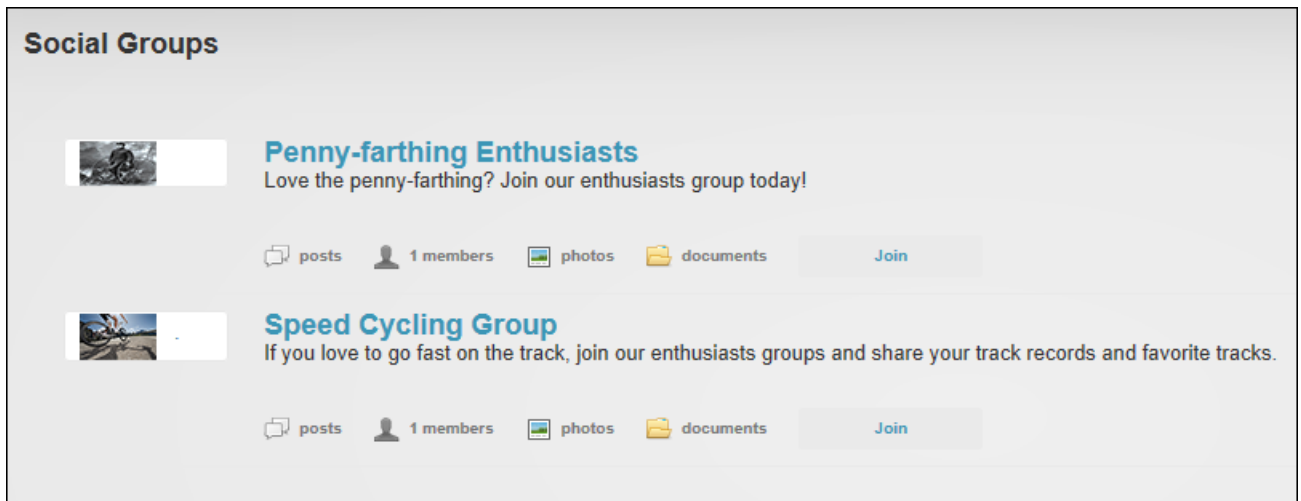 Social Groups
Penny-farthing Enthusiasts
Love the penny-farthing? Join our enthusiasts group today!
posts 1 members photos documents Join
Speed Cycling Group
If you love to go fast on the track, join our enthusiasts groups and share your track records and favorite tracks.
posts 1 members photos documents Join